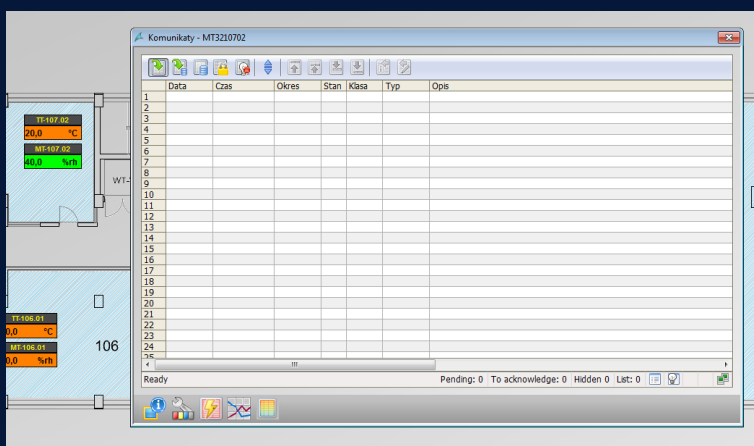 Komunikaty - MT3210702
Data Czas Okres Stan Klasa Typ Opis
1
2
3
4
5
6
7
8
9
10
11
12
13
14
15
16
17
18
19
20
21
22
23
24
25
Ready Pending: 0 To acknowledge: 0 Hidden 0 List: 0
TT-107.02
20,0 °C
MT-107.02
40,0 %rh
WT-
TT-106.01
0,0 °C
MT-106.01
0,0 %rh
106